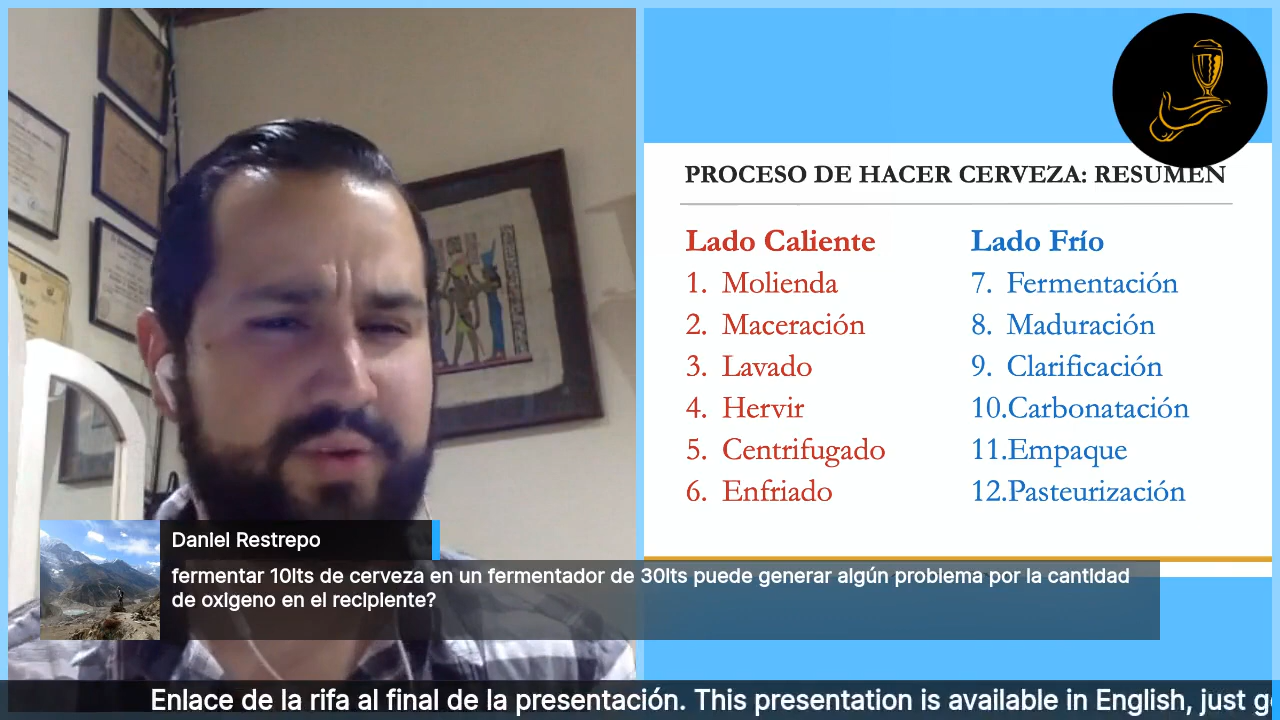 PROCESO DE HACER CERVEZA: RESUMEN
Lado Caliente
1. Molienda
2. Maceración
3. Lavado
4. Hervir
5. Centrifugado
6. Enfriado
Lado Frío
7. Fermentación
8. Maduración
9. Clarificación
10.Carbonatación
11.Empaque
12.Pasteurización
Daniel Restrepo
fermentar 10lts de cerveza en un fermentador de 30lts puede generar algún problema por la cantidad
de oxigeno en el recipiente?
Enlace de la rifa al final de la presentación. This presentation is available in English, just g